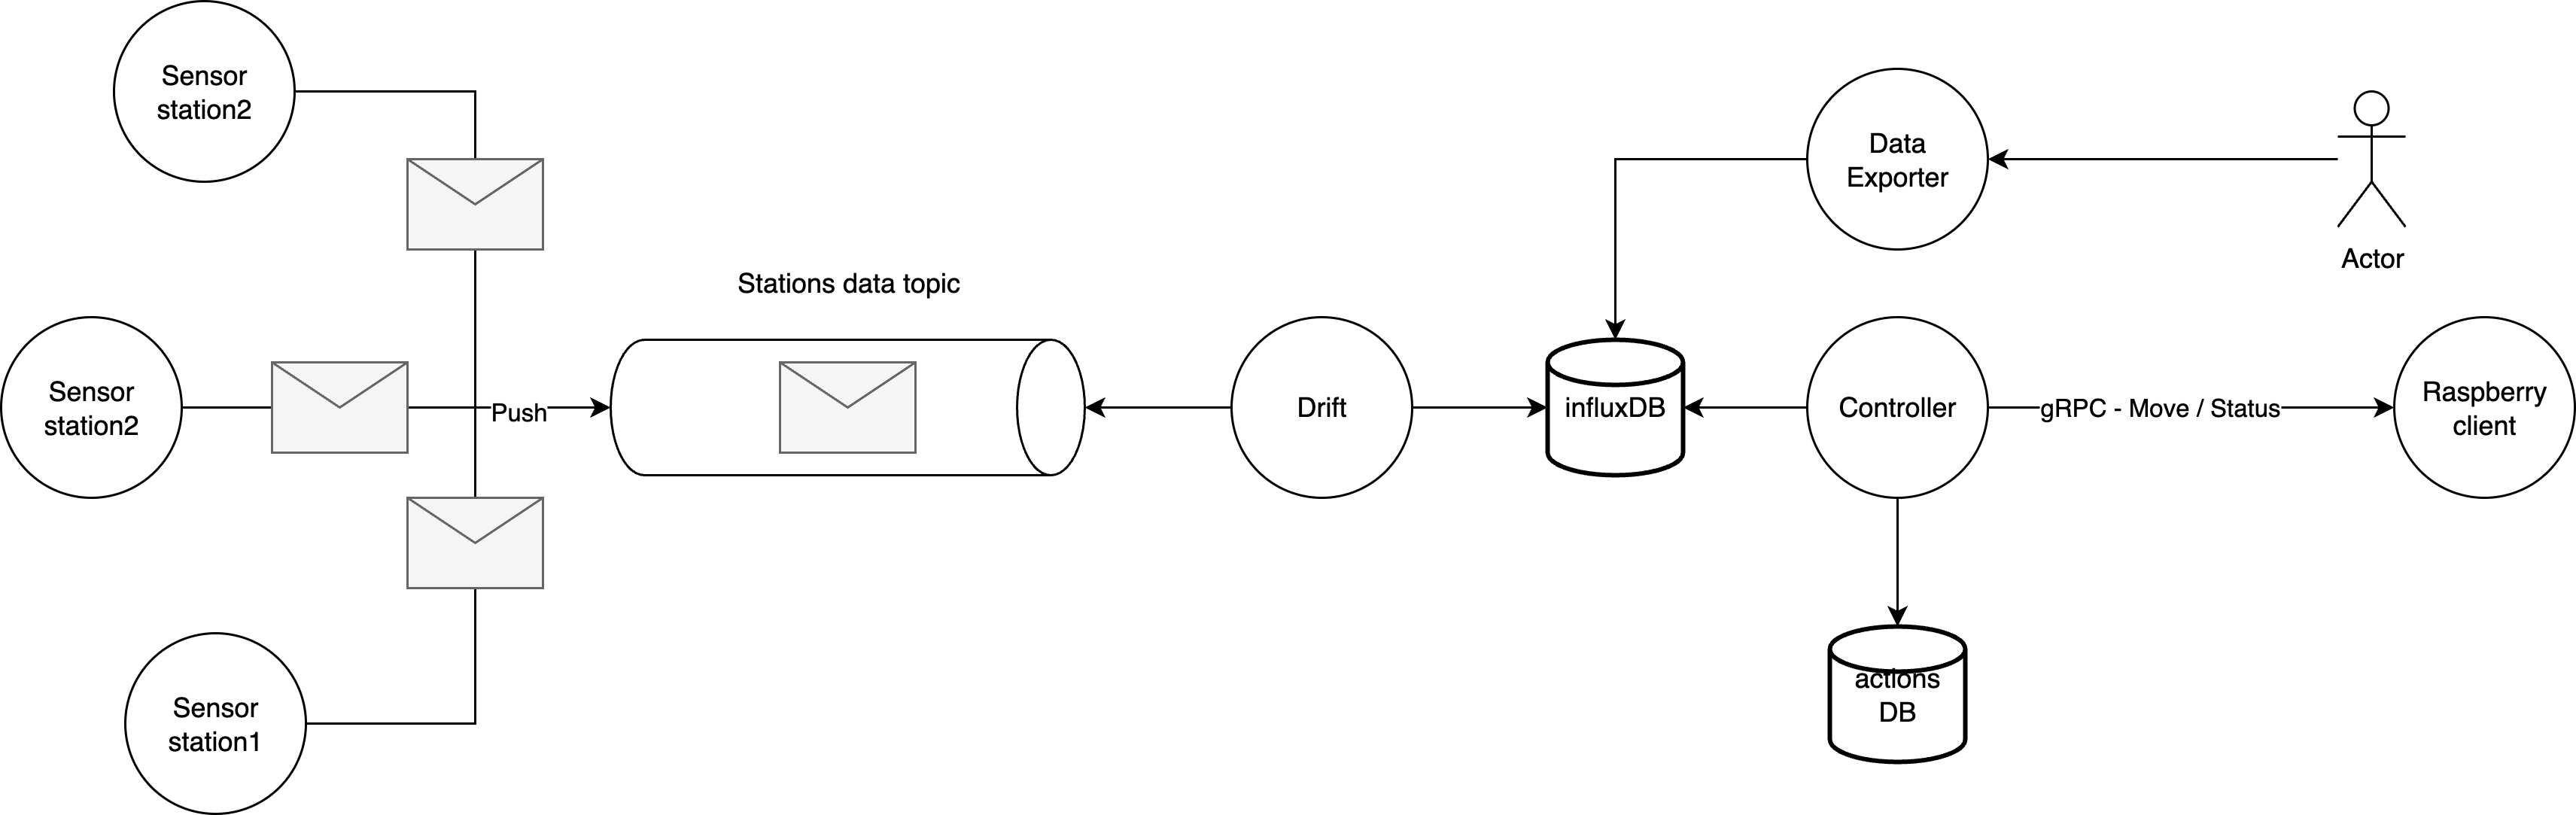 Sensor
station2
Data
Exporter
Actor
Stations data topic
Sensor
station2
Push
Drift
influxDB
Controller
gRPC - Move / Status
Raspberry
client
actions
DB
Sensor
station1